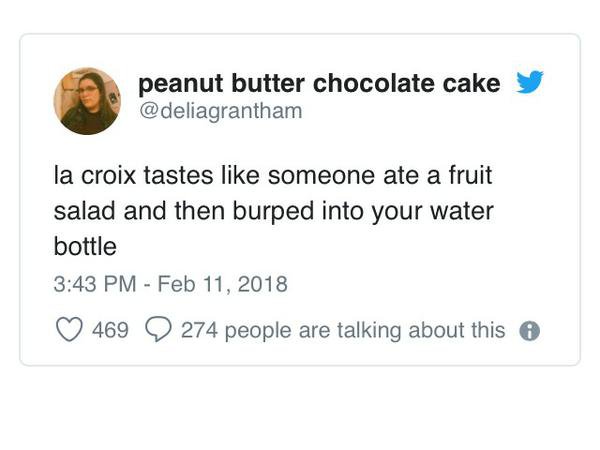 peanut butter chocolate cake
@deliagrantham
la croix tastes like someone ate a fruit
salad and then burped into your water
bottle
3:43 PM - Feb 11, 2018
469 274 people are talking about this